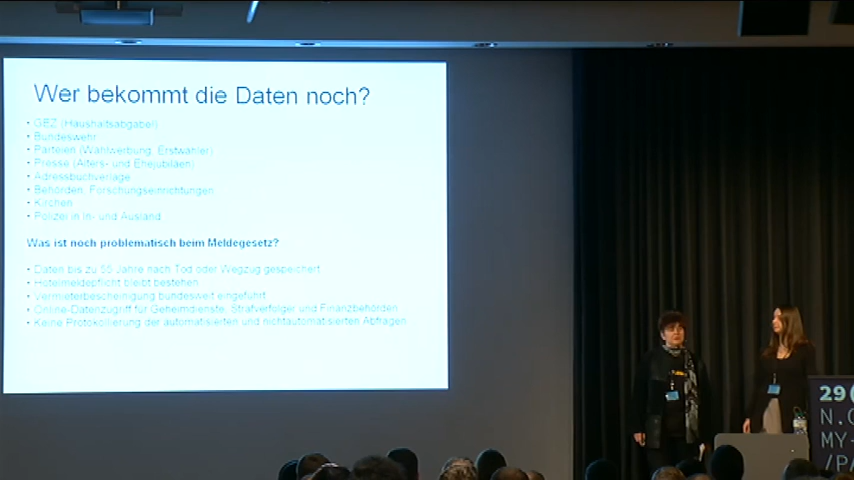 Wer bekommt die Daten noch?
• GEZ (Haushaltsabgabe!)
• Bundeswehr
• Parteien (Wahlwerbung, Erstwähler)
• Presse (Alters- und Ehejubiläen)
• Adressbuchverlage
• Behörden, Forschungseinrichtungen
• Kirchen
• Polizei in In- und Ausland
Was ist noch problematisch beim Meldegesetz?
• Daten bis zu 55 Jahre nach Tod oder Wegzug gespeichert
• Hotelmeldepflicht bleibt bestehen
• Vermieterbescheinigung bundesweit eingeführt
• Online-Datenzugriff für Geheimdienste, Strafverfolger und Finanzbehörden
• Keine Protokollierung der automatisierten und nichtautomatisierten Abfragen
29
MY-